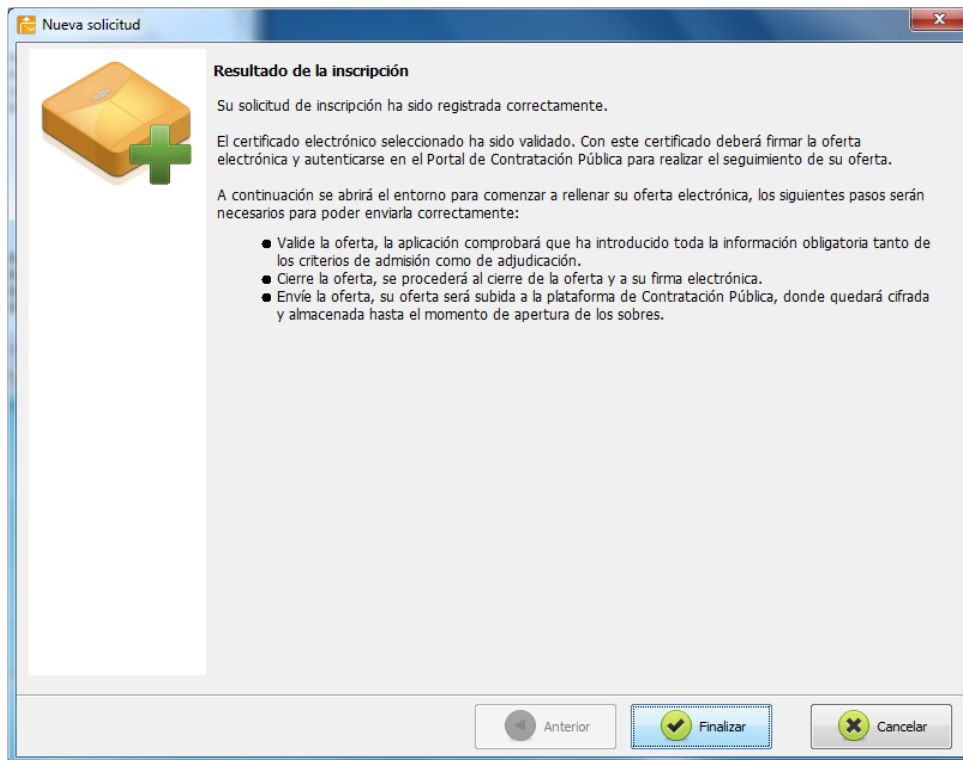 Nueva solicitud
Resultado de la inscripción
Su solicitud de inscripción ha sido registrada correctamente.
El certificado electrónico seleccionado ha sido validado. Con este certificado deberá firmar la oferta
electrónica y autenticarse en el Portal de Contratación Pública para realizar el seguimiento de su oferta.
A continuación se abrirá el entorno para comenzar a rellenar su oferta electrónica, los siguientes pasos serán
necesarios para poder enviarla correctamente:
● Valide la oferta, la aplicación comprobará que ha introducido toda la información obligatoria tanto de
los criterios de admisión como de adjudicación.
● Cierre la oferta, se procederá al cierre de la oferta y a su firma electrónica.
● Envíe la oferta, su oferta será subida a la plataforma de Contratación Pública, donde quedará cifrada
y almacenada hasta el momento de apertura de los sobres.
Anterior
Finalizar
Cancelar